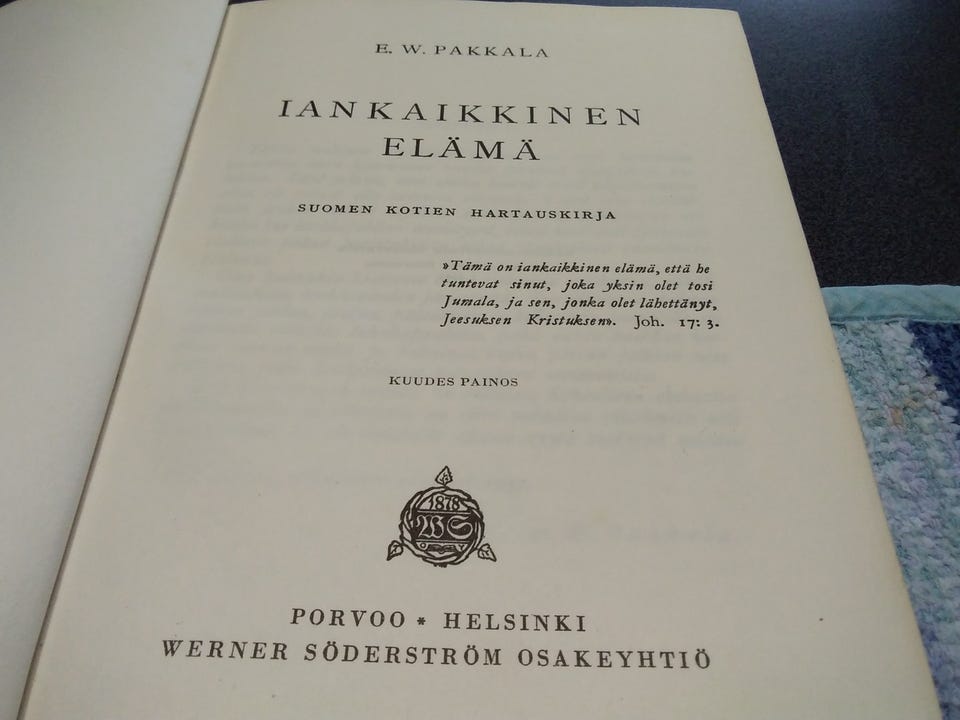 E. W. PAKKALA
IANKAIKKINEN
ELÄMÄ
SUOMEN KOTIEN HARTAUSKIRJA
»Tämä on iankaikkinen elämä, että he
tuntevat sinut, joka yksin olet tosi
Jumala, ja sen, jonka olet lähettänyt,
Jeesuksen Kristuksen». Joh. 17: 3.
KUUDES PAINOS
1878
WS
PORVOO * HELSINKI
WERNER SÖDERSTRÖM OSAKEYHTIÖ